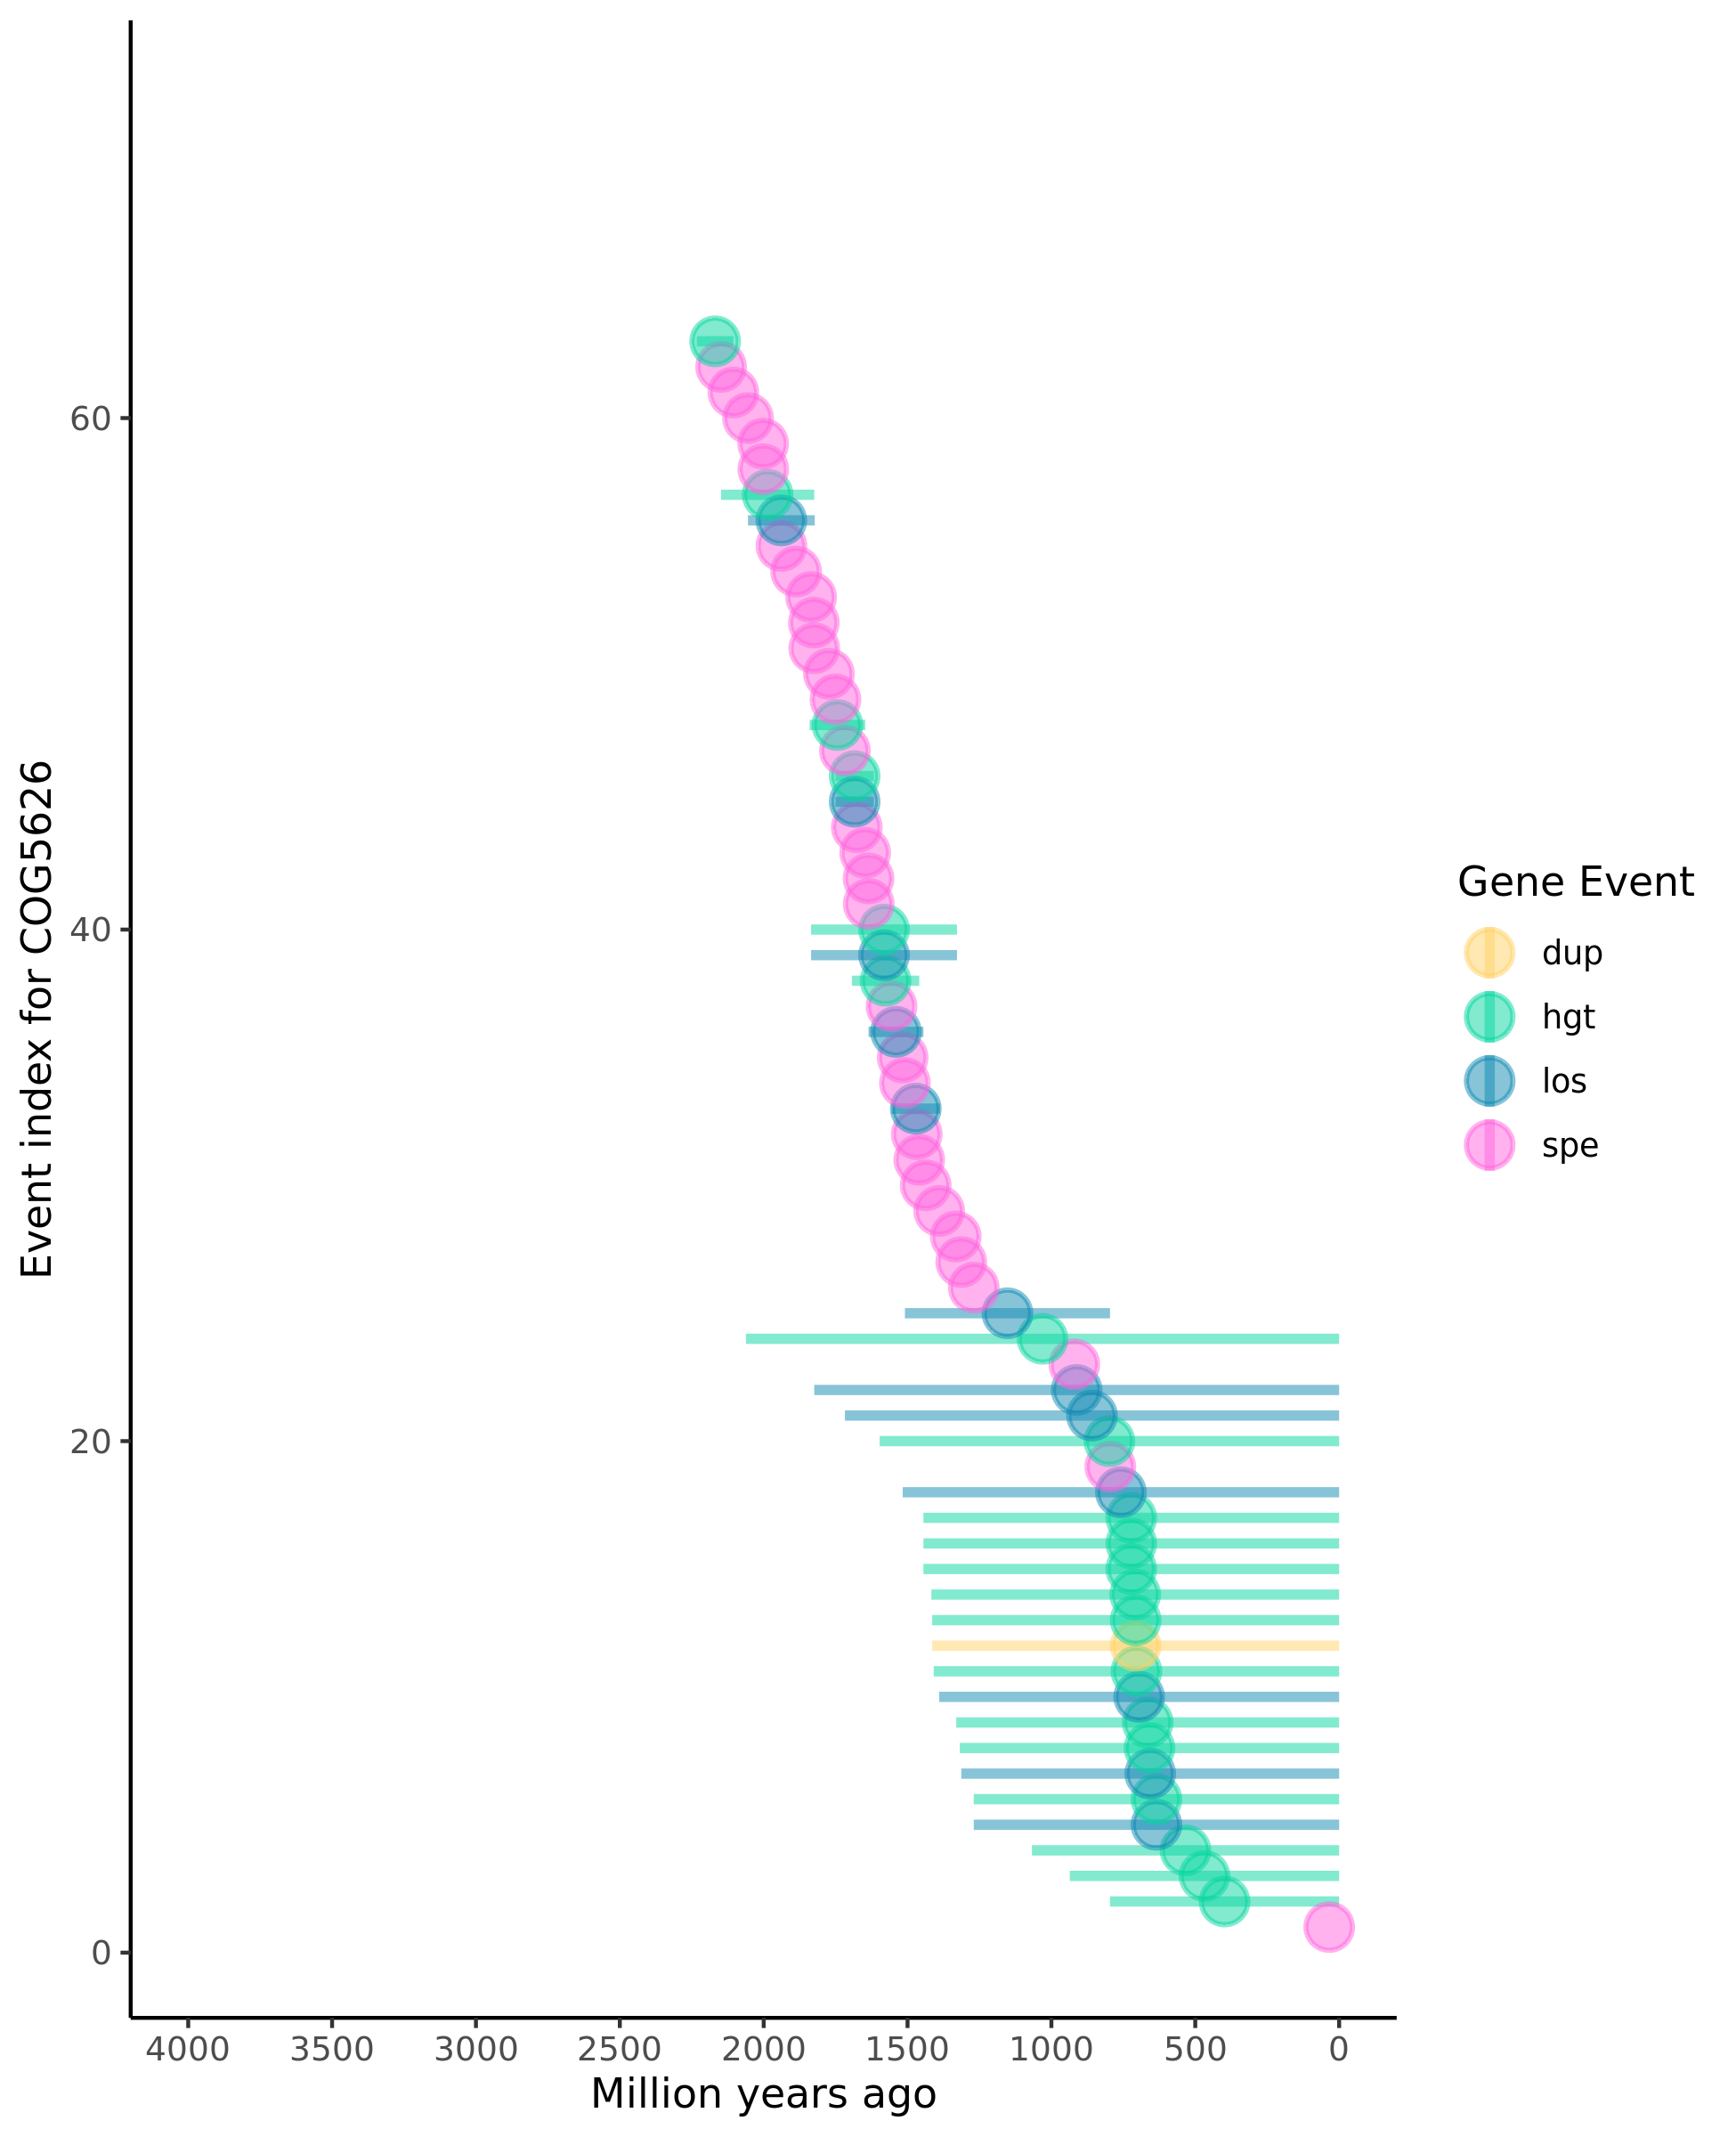 Event index for COG5626
60
40
20
0
4000 3500 3000 2500 2000 1500 1000 500 0
Million years ago
Gene Event
dup
hgt
los
spe